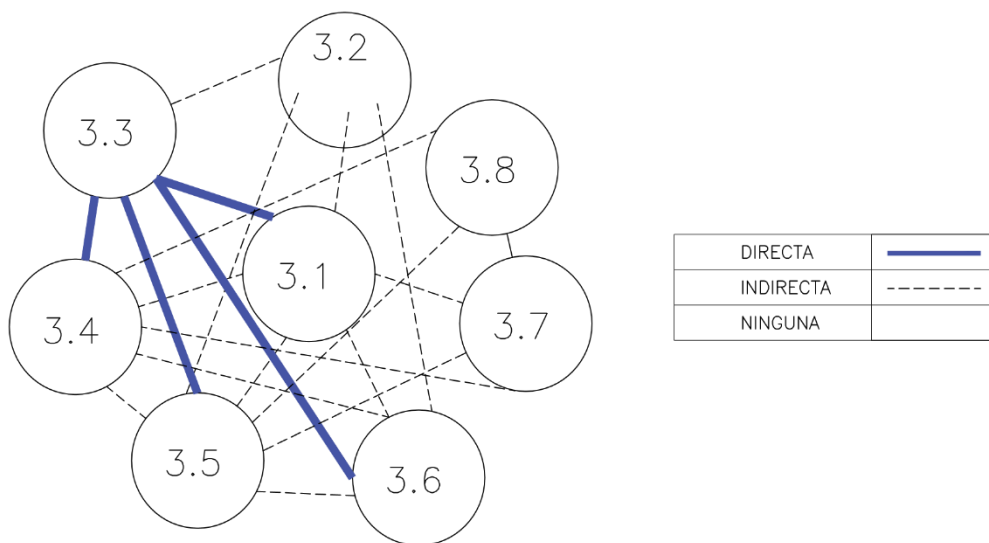 3.2
3.3
3.8
3.1
3.4
3.7
3.5
3.6
DIRECTA
INDIRECTA
NINGUNA